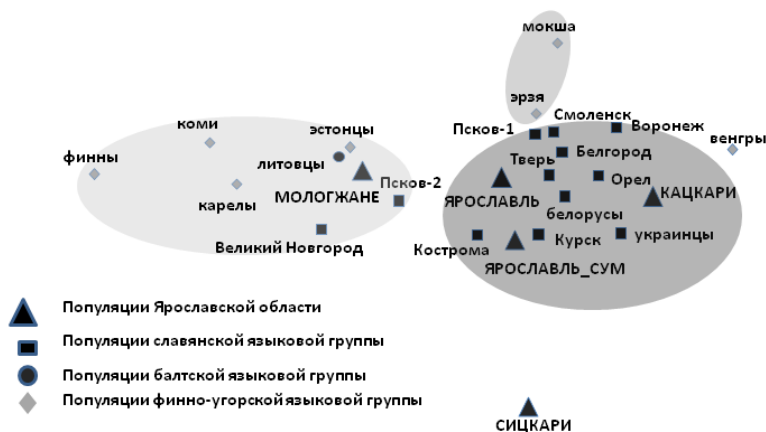 мокша
эрзя
Смоленск
Псков-1
Воронеж
венгры
коми
эстонцы
финны
литовцы
Тверь
Белгород
Псков-2
Орел
КАЦКАРИ
карелы
МОЛОГЖАНЕ
ЯРОСЛАВЛЬ
белорусы
Великий Новгород
Кострома
Курск
украинцы
ЯРОСЛАВЛЬ_СУМ
Популяции Ярославской области
Популяции славянской языковой группы
Популяции балтской языковой группы
Популяции финно-угорской языковой группы
СИЦКАРИ